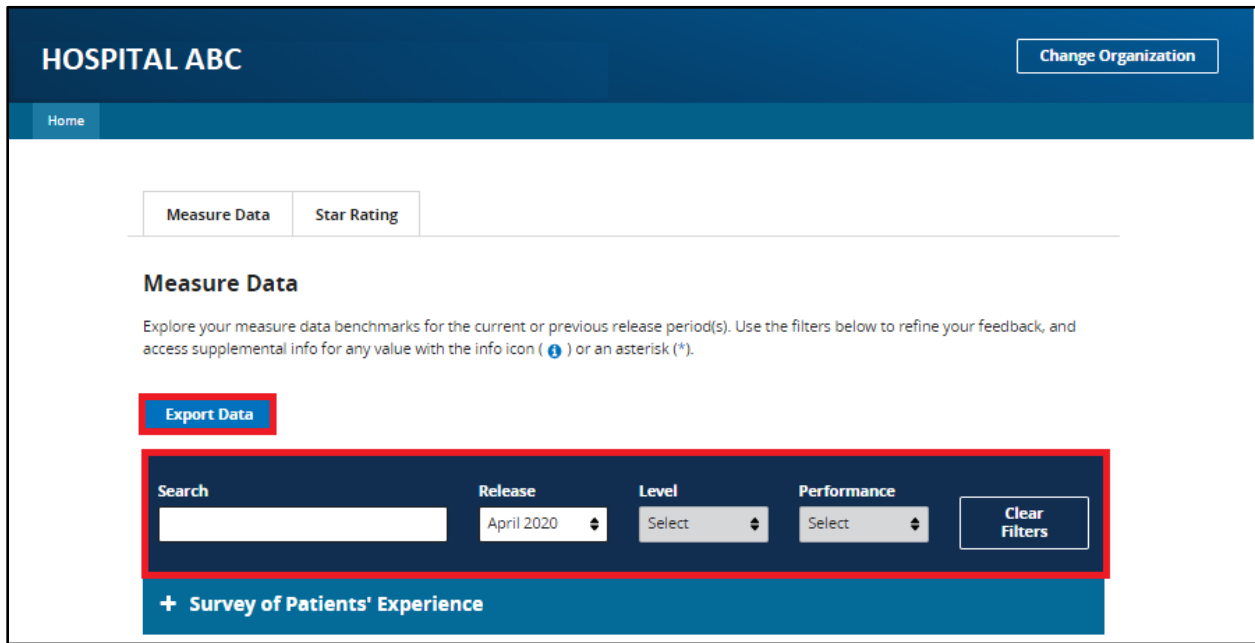 HOSPITAL ABC
Change Organization
Home
Measure Data
Star Rating
Measure Data
Explore your measure data benchmarks for the current or previous release period(s). Use the filters below to refine your feedback, and
access supplemental info for any value with the info icon ( i ) or an asterisk (*).
Export Data
Search
Release
Level
Performance
April 2020
Select
Select
Clear
Filters
+ Survey of Patients' Experience